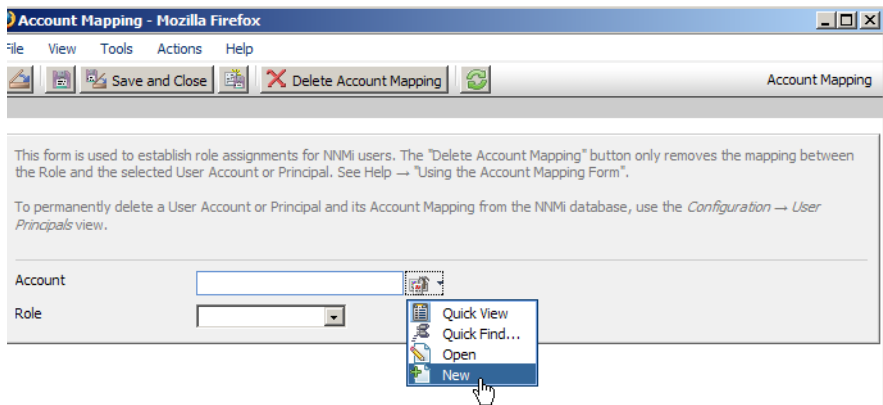 Account Mapping - Mozilla Firefox
File View Tools Actions Help
Save and Close Delete Account Mapping Account Mapping
This form is used to establish role assignments for NNMi users. The "Delete Account Mapping" button only removes the mapping between
the Role and the selected User Account or Principal. See Help → "Using the Account Mapping Form".
To permanently delete a User Account or Principal and its Account Mapping from the NNMi database, use the Configuration → User
Principals view.
Account
Role
Quick View
Quick Find...
Open
New